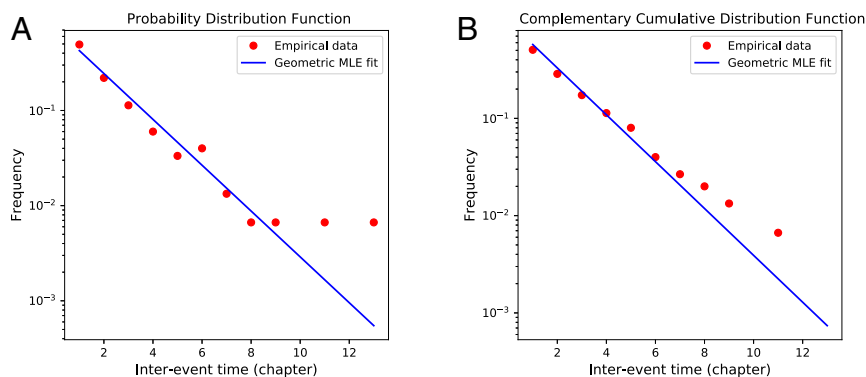 A
Probability Distribution Function
Empirical data
Geometric MLE fit
Frequency
10⁻¹
10⁻²
10⁻³
2 4 6 8 10 12
Inter-event time (chapter)
B
Complementary Cumulative Distribution Function
Empirical data
Geometric MLE fit
Frequency
10⁻¹
10⁻²
10⁻³
2 4 6 8 10 12
Inter-event time (chapter)